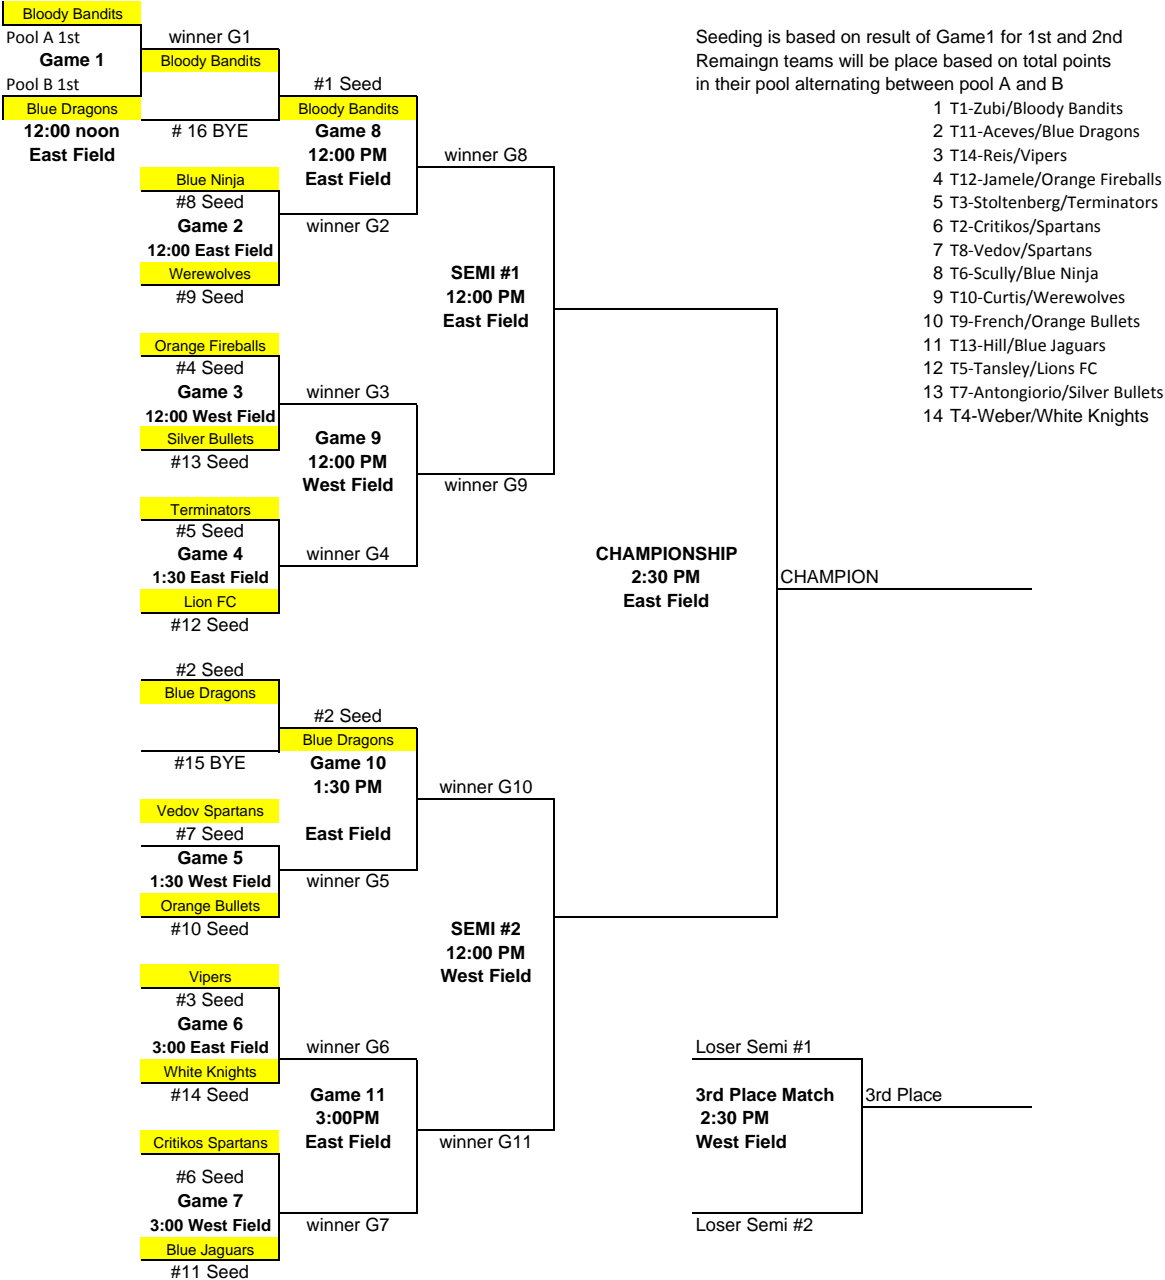 Bloody Bandits
Pool A 1st
Game 1
Pool B 1st
Blue Dragons
12:00 noon
East Field
winner G1
Bloody Bandits
# 16 BYE
Blue Ninja
#8 Seed
Game 2
12:00 East Field
Werewolves
#9 Seed
Orange Fireballs
#4 Seed
Game 3
12:00 West Field
Silver Bullets
#13 Seed
Terminators
#5 Seed
Game 4
1:30 East Field
Lion FC
#12 Seed
#2 Seed
Blue Dragons
#15 BYE
Vedov Spartans
#7 Seed
Game 5
1:30 West Field
Orange Bullets
#10 Seed
Vipers
#3 Seed
Game 6
3:00 East Field
White Knights
#14 Seed
Critikos Spartans
#6 Seed
Game 7
3:00 West Field
Blue Jaguars
#11 Seed
#1 Seed
Bloody Bandits
Game 8
12:00 PM
East Field
winner G2
winner G3
Game 9
12:00 PM
West Field
winner G4
#2 Seed
Blue Dragons
Game 10
1:30 PM
East Field
winner G5
winner G6
Game 11
3:00PM
East Field
winner G7
winner G8
SEMI #1
12:00 PM
East Field
winner G9
winner G10
SEMI #2
12:00 PM
West Field
winner G11
CHAMPIONSHIP
2:30 PM
East Field
CHAMPION
Loser Semi #1
3rd Place Match
2:30 PM
West Field
Loser Semi #2
3rd Place
Seeding is based on result of Game1 for 1st and 2nd
Remaingn teams will be place based on total points
in their pool alternating between pool A and B
1 T1-Zubi/Bloody Bandits
2 T11-Aceves/Blue Dragons
3 T14-Reis/Vipers
4 T12-Jamele/Orange Fireballs
5 T3-Stoltenberg/Terminators
6 T2-Critikos/Spartans
7 T8-Vedov/Spartans
8 T6-Scully/Blue Ninja
9 T10-Curtis/Werewolves
10 T9-French/Orange Bullets
11 T13-Hill/Blue Jaguars
12 T5-Tansley/Lions FC
13 T7-Antongiorio/Silver Bullets
14 T4-Weber/White Knights